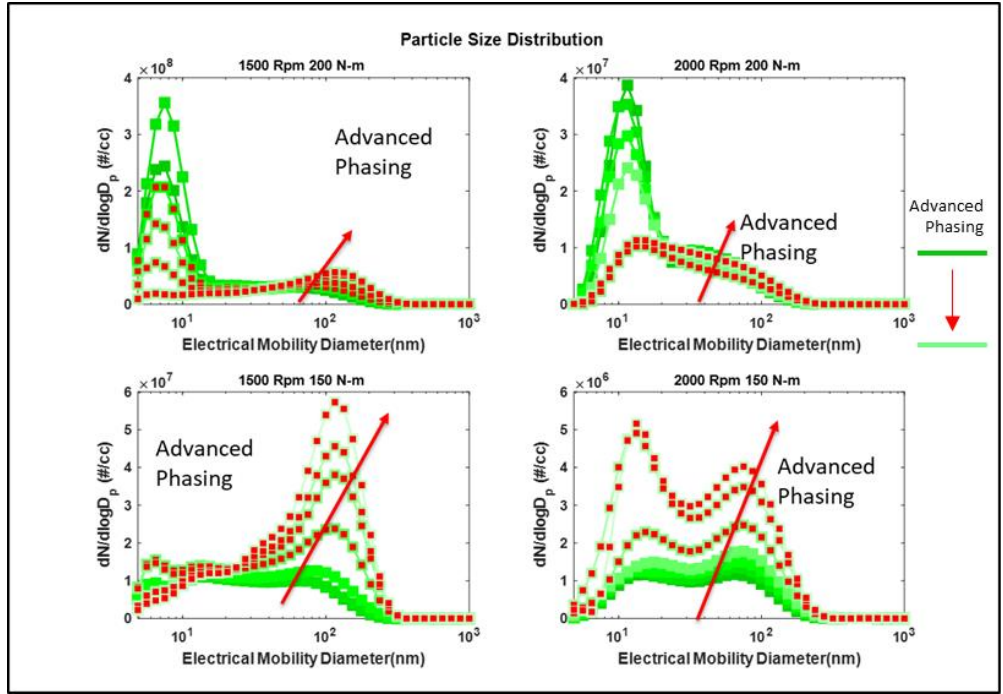 Particle Size Distribution
1500 Rpm 200 N-m
×10⁸
4
3
2
1
0
dN/dlogDₚ (#/cc)
Advanced
Phasing
10¹
10²
10³
Electrical Mobility Diameter(nm)
2000 Rpm 200 N-m
×10⁷
4
3
2
1
0
dN/dlogDₚ (#/cc)
Advanced
Phasing
10¹
10²
10³
Electrical Mobility Diameter(nm)
Advanced
Phasing
1500 Rpm 150 N-m
×10⁷
6
5
4
3
2
1
0
dN/dlogDₚ (#/cc)
Advanced
Phasing
10¹
10²
10³
Electrical Mobility Diameter(nm)
2000 Rpm 150 N-m
×10⁶
6
5
4
3
2
1
0
dN/dlogDₚ (#/cc)
Advanced
Phasing
10¹
10²
10³
Electrical Mobility Diameter(nm)